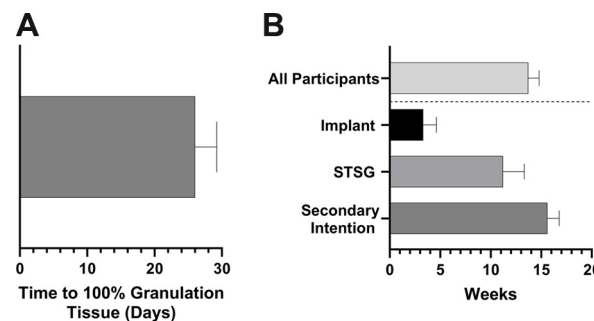 A
0 10 20 30
Time to 100% Granulation
Tissue (Days)
B
All Participants
Implant
STSG
Secondary
Intention
0 5 10 15 20
Weeks